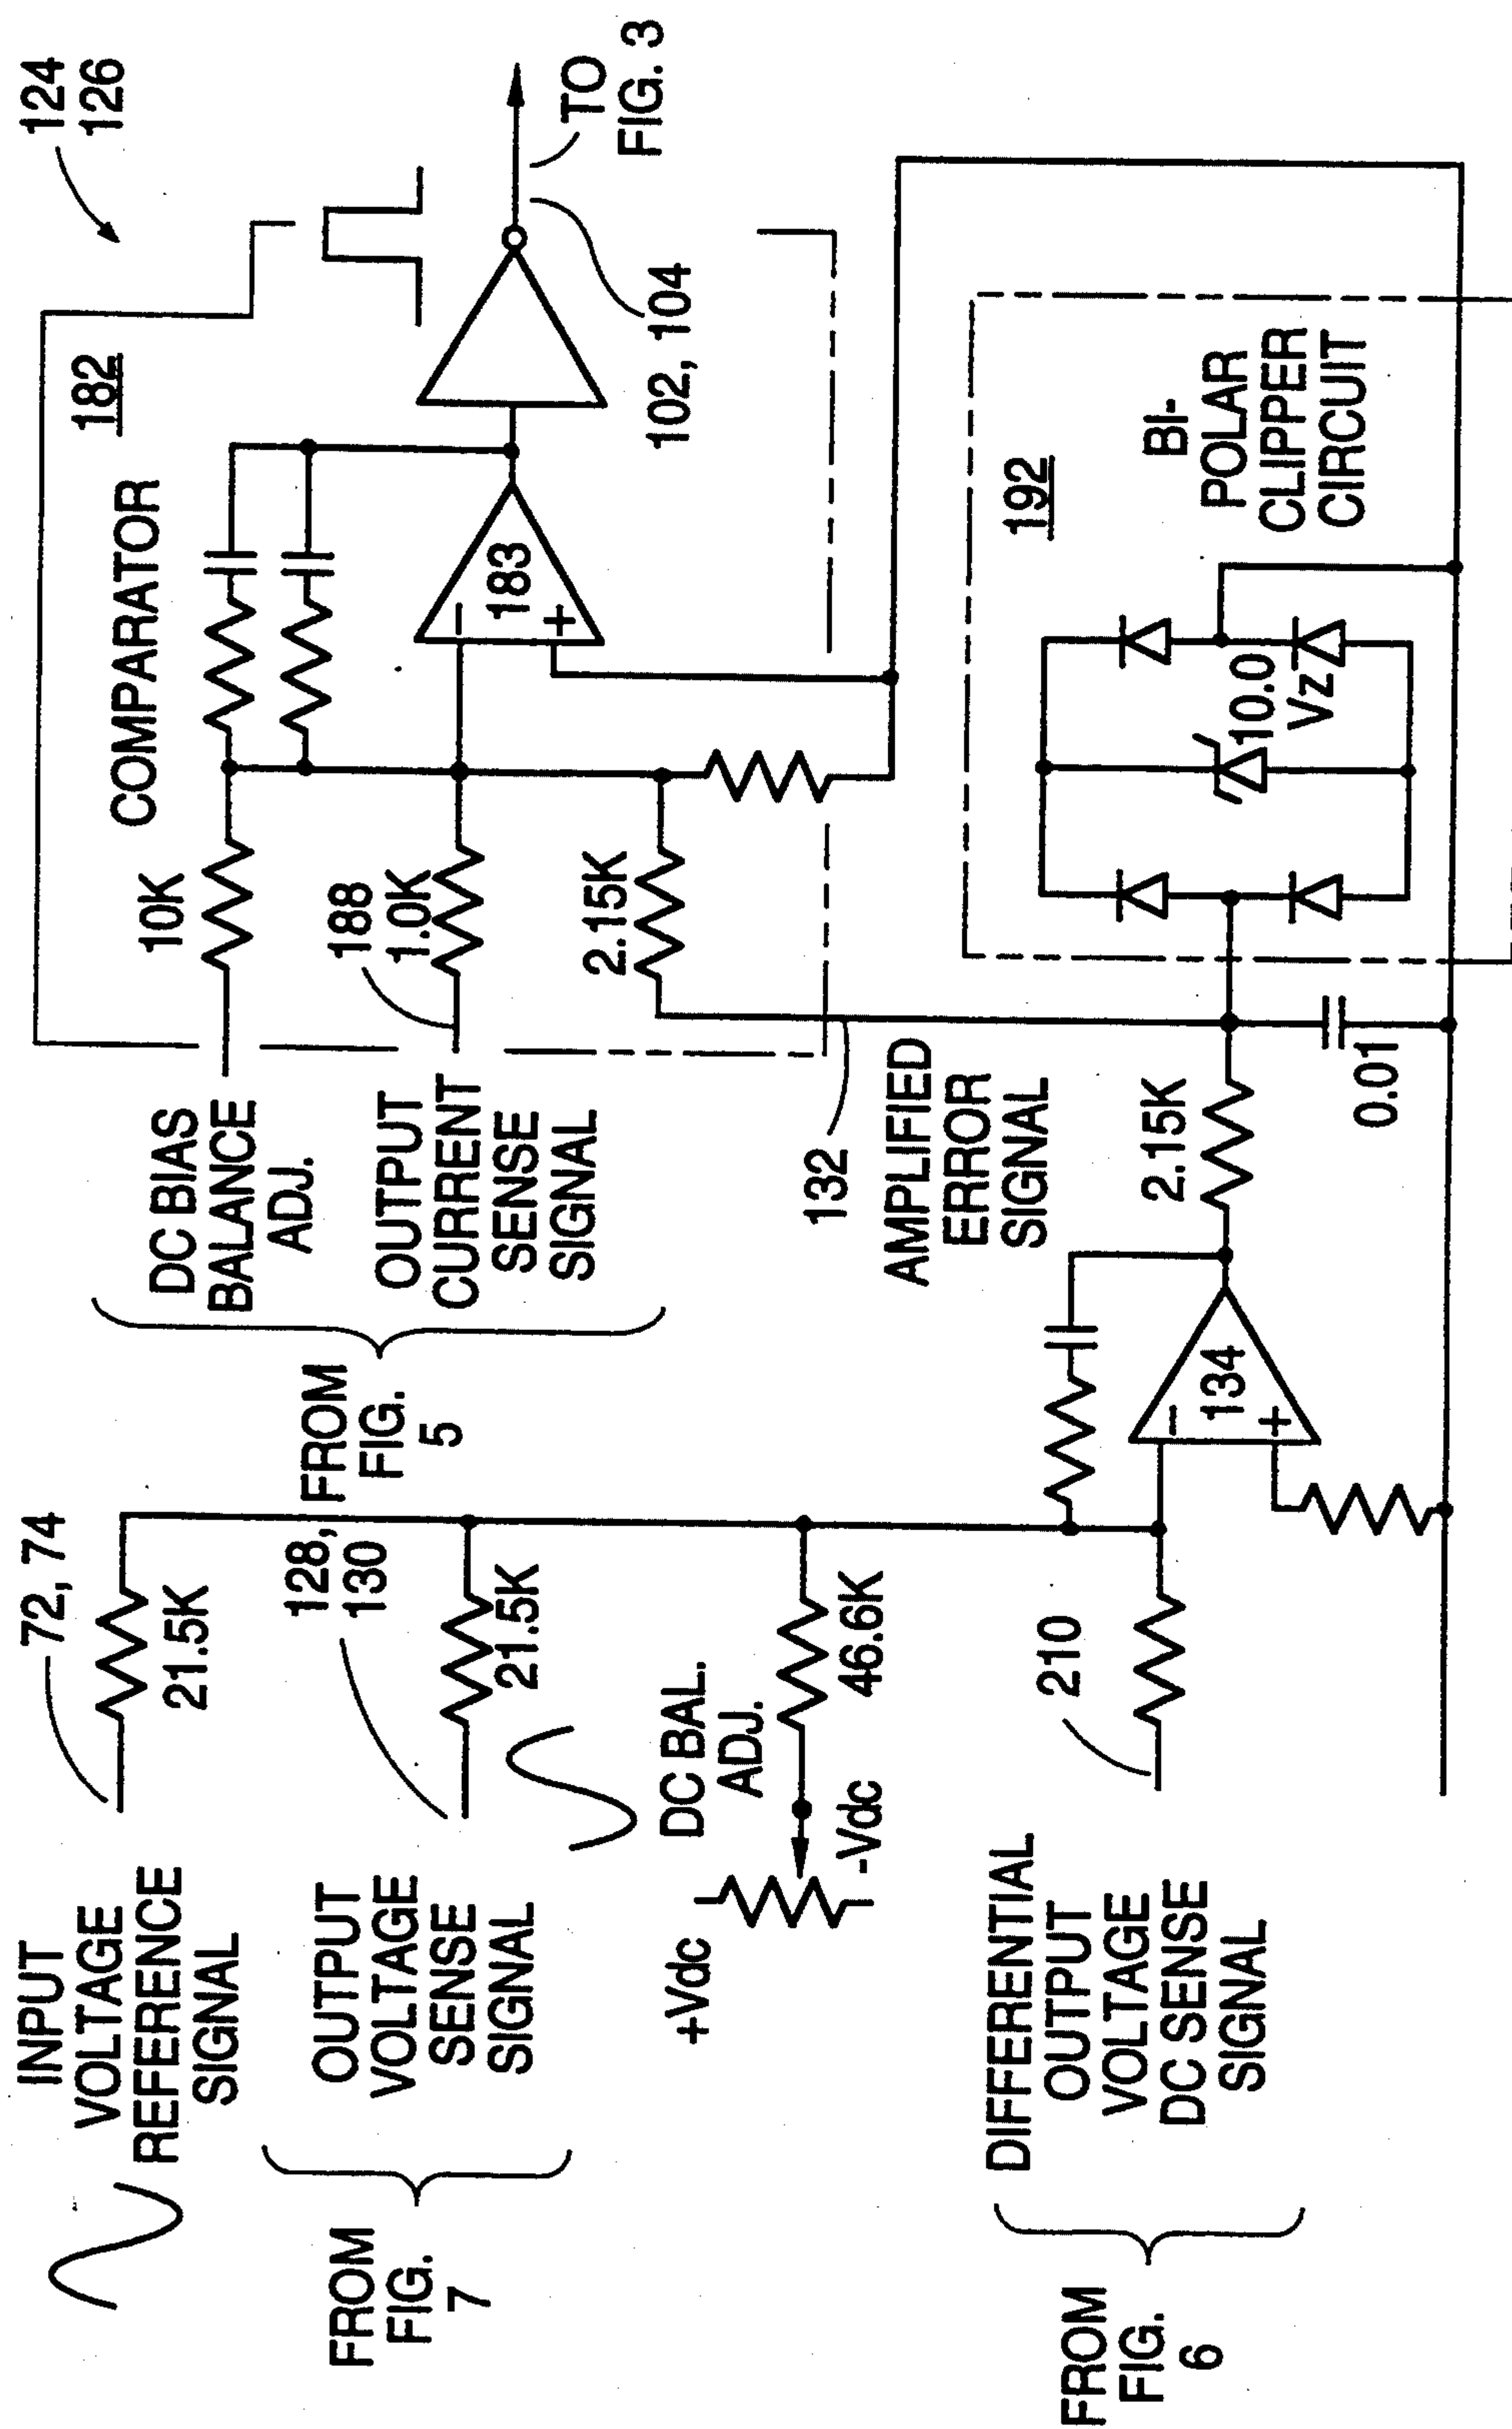 INPUT
VOLTAGE
REFERENCE
SIGNAL
72, 74
21.5K
FROM
FIG.
7
OUTPUT
VOLTAGE
SENSE
SIGNAL
128,
130
21.5K
+Vdc
DC BAL.
ADJ.
-Vdc
46.6K
FROM
FIG.
6
DIFFERENTIAL
OUTPUT
VOLTAGE
DC SENSE
SIGNAL
210
134
−
+
FROM
FIG.
5
DC BIAS
BALANCE
ADJ.
OUTPUT
CURRENT
SENSE
SIGNAL
10K
188
1.0K
2.15K
COMPARATOR
182
183
−
+
124
126
TO
FIG. 3
102, 104
132
AMPLIFIED
ERROR
SIGNAL
2.15K
0.01
192
BI-
POLAR
CLIPPER
CIRCUIT
10.0
Vz